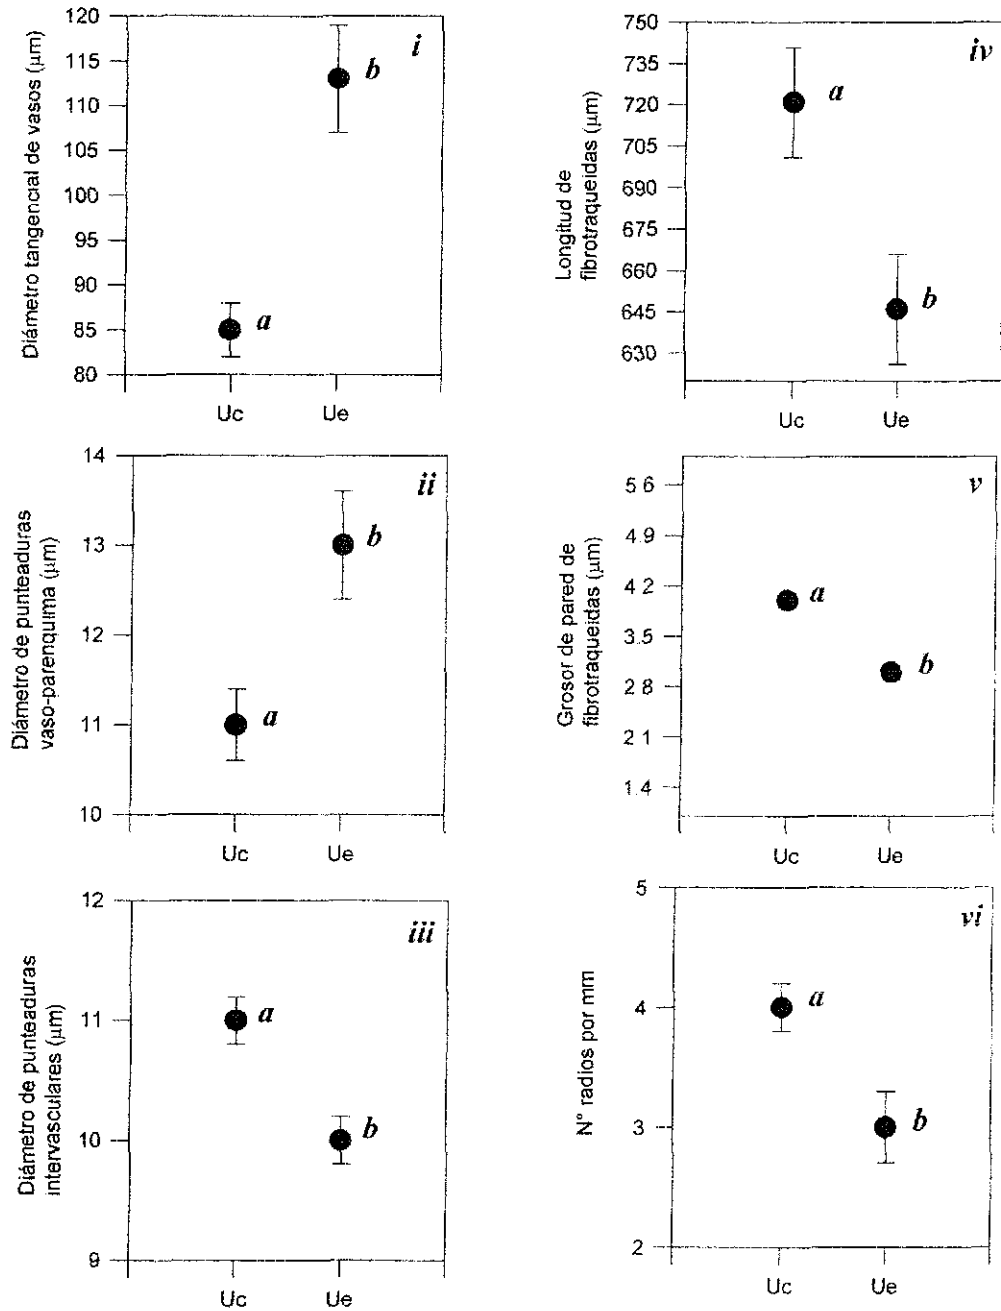 Diámetro tangencial de vasos (µm)
120
115
110
105
100
95
90
85
80
i
a
b
Uc
Ue
Longitud de
fibrotraqueidas (µm)
750
735
720
705
690
675
660
645
630
iv
a
b
Uc
Ue
Diámetro de punteaduras
vaso-parenquima (µm)
14
13
12
11
10
ii
a
b
Uc
Ue
Grosor de pared de
fibrotraqueidas (µm)
5 6
4.9
4 2
3.5
2.8
2 1
1.4
v
a
b
Uc
Ue
Diámetro de punteaduras
intervasculares (µm)
12
11
10
9
iii
a
b
Uc
Ue
N° radios por mm
5
4
3
2
vi
a
b
Uc
Ue